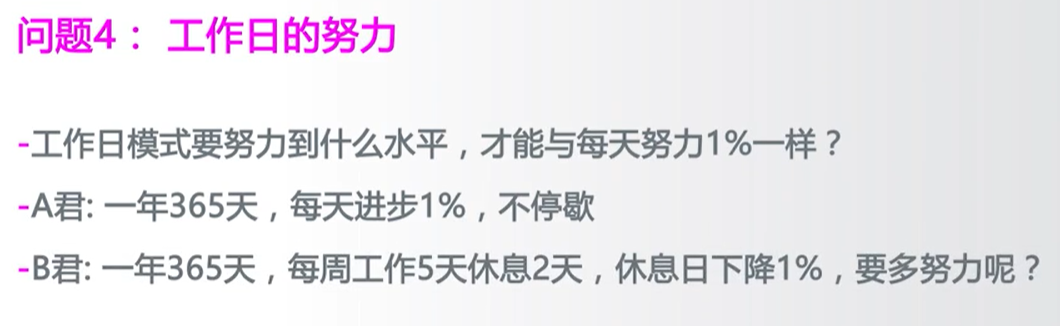 问题4： 工作日的努力
-工作日模式要努力到什么水平，才能与每天努力1%一样？
-A君: 一年365天，每天进步1%，不停歇
-B君: 一年365天，每周工作5天休息2天，休息日下降1%，要多努力呢？